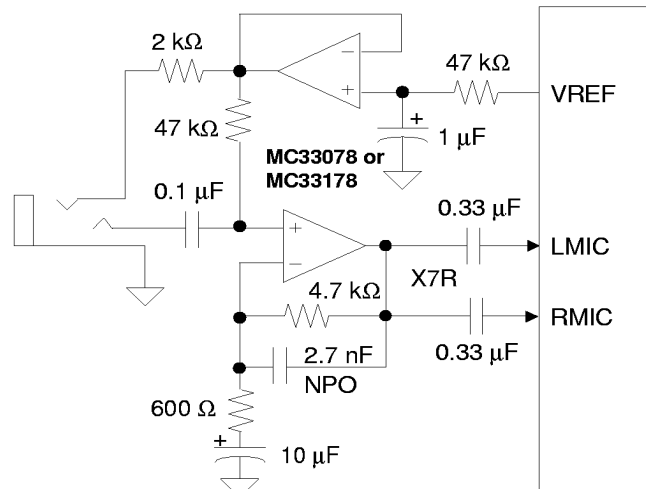 2 kΩ
47 kΩ
VREF
47 kΩ
1 μF
MC33078 or
MC33178
0.1 μF
0.33 μF
LMIC
X7R
4.7 kΩ
RMIC
0.33 μF
2.7 nF
NPO
600 Ω
10 μF